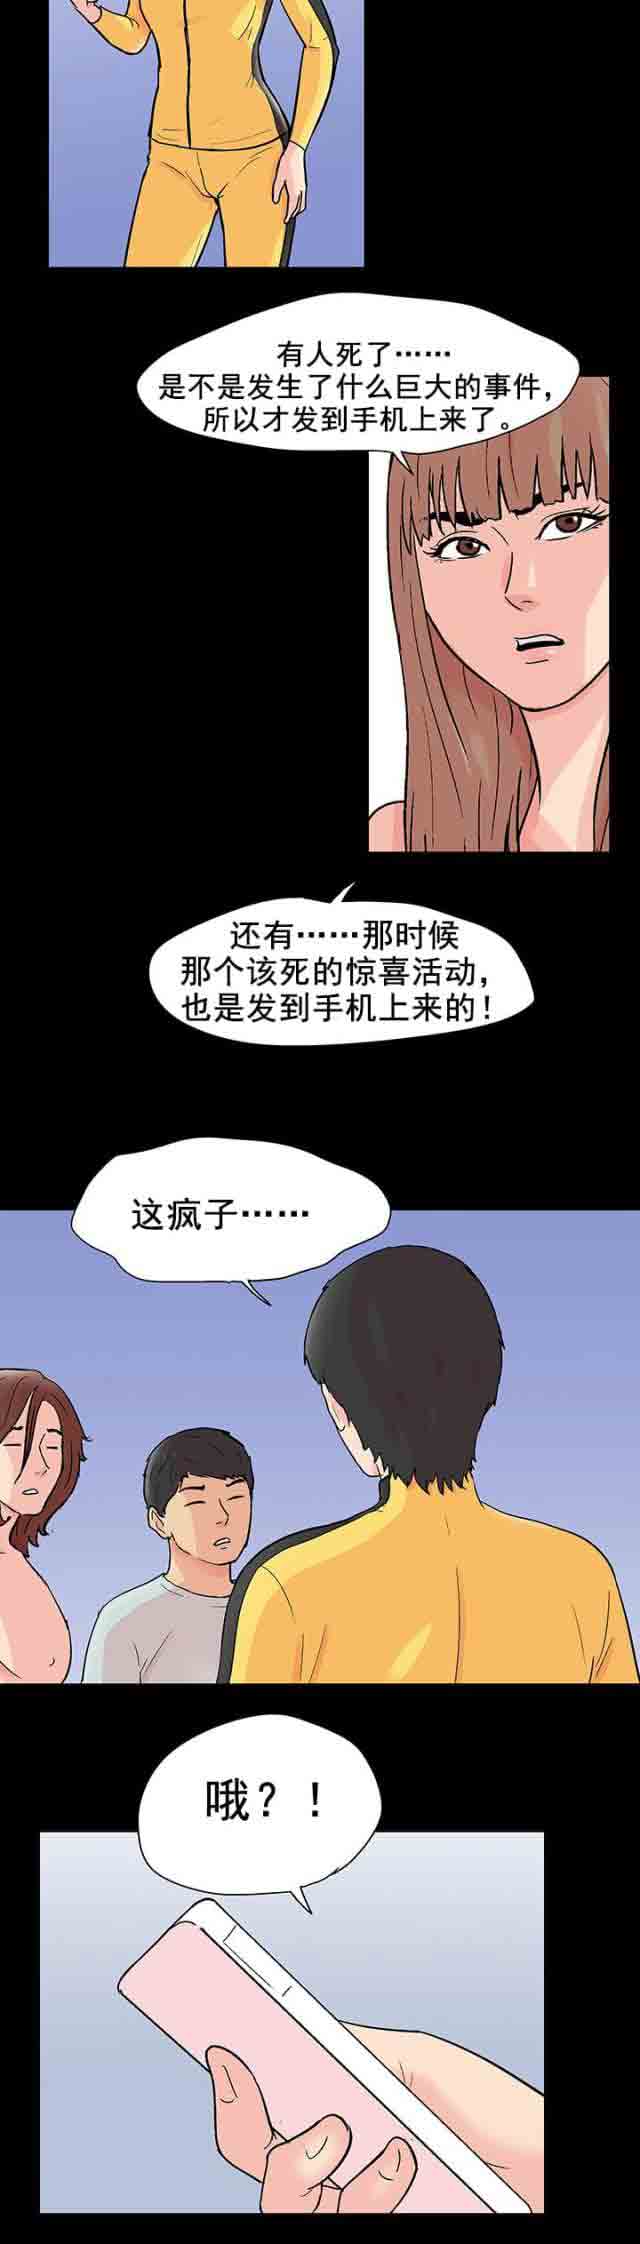 有人死了……
是不是发生了什么巨大的事件,
所以才发到手机上来了。
还有……那时候
那个该死的惊喜活动,
也是发到手机上来的!
这疯子……
哦?!